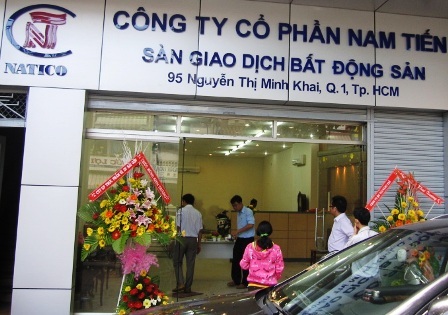 NATICO
CÔNG TY CỔ PHẦN NAM TIẾN
SÀN GIAO DỊCH BẤT ĐỘNG SẢN
95 Nguyễn Thị Minh Khai, Q.1, Tp. HCM